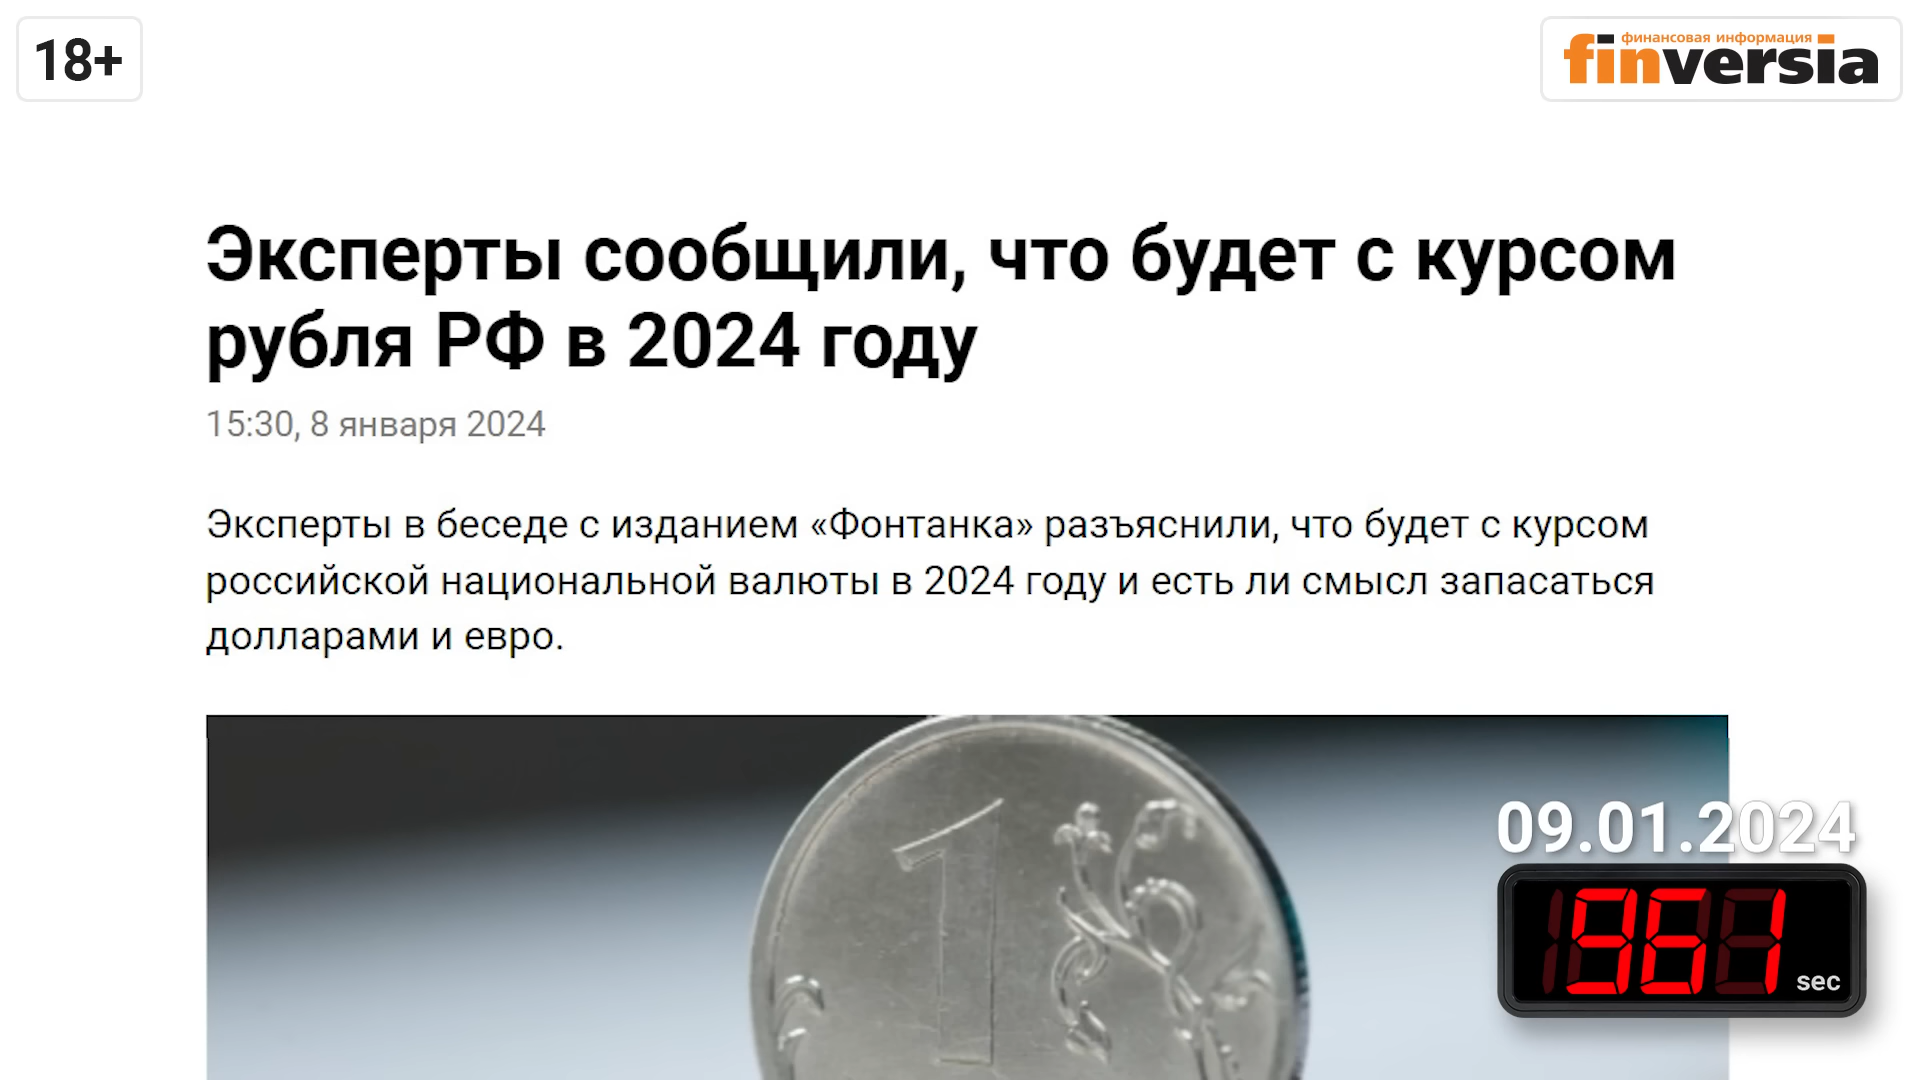 18+
финансовая информация
finversia
Эксперты сообщили, что будет с курсом
рубля РФ в 2024 году
15:30, 8 января 2024
Эксперты в беседе с изданием «Фонтанка» разъяснили, что будет с курсом
российской национальной валюты в 2024 году и есть ли смысл запасаться
долларами и евро.
1
09.01.2024
961
sec